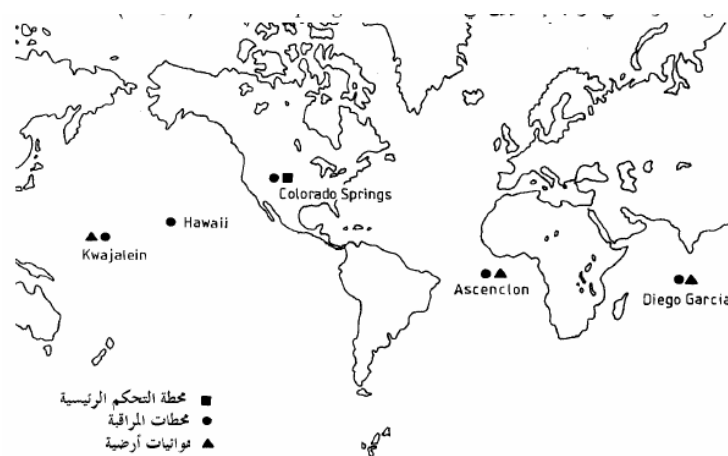 Colorado Springs
Hawaii
Kwajalein
Ascencion
Diego Garcia
محطة التحكم الرئيسية
محطات المراقبة
هوائيات أرضية